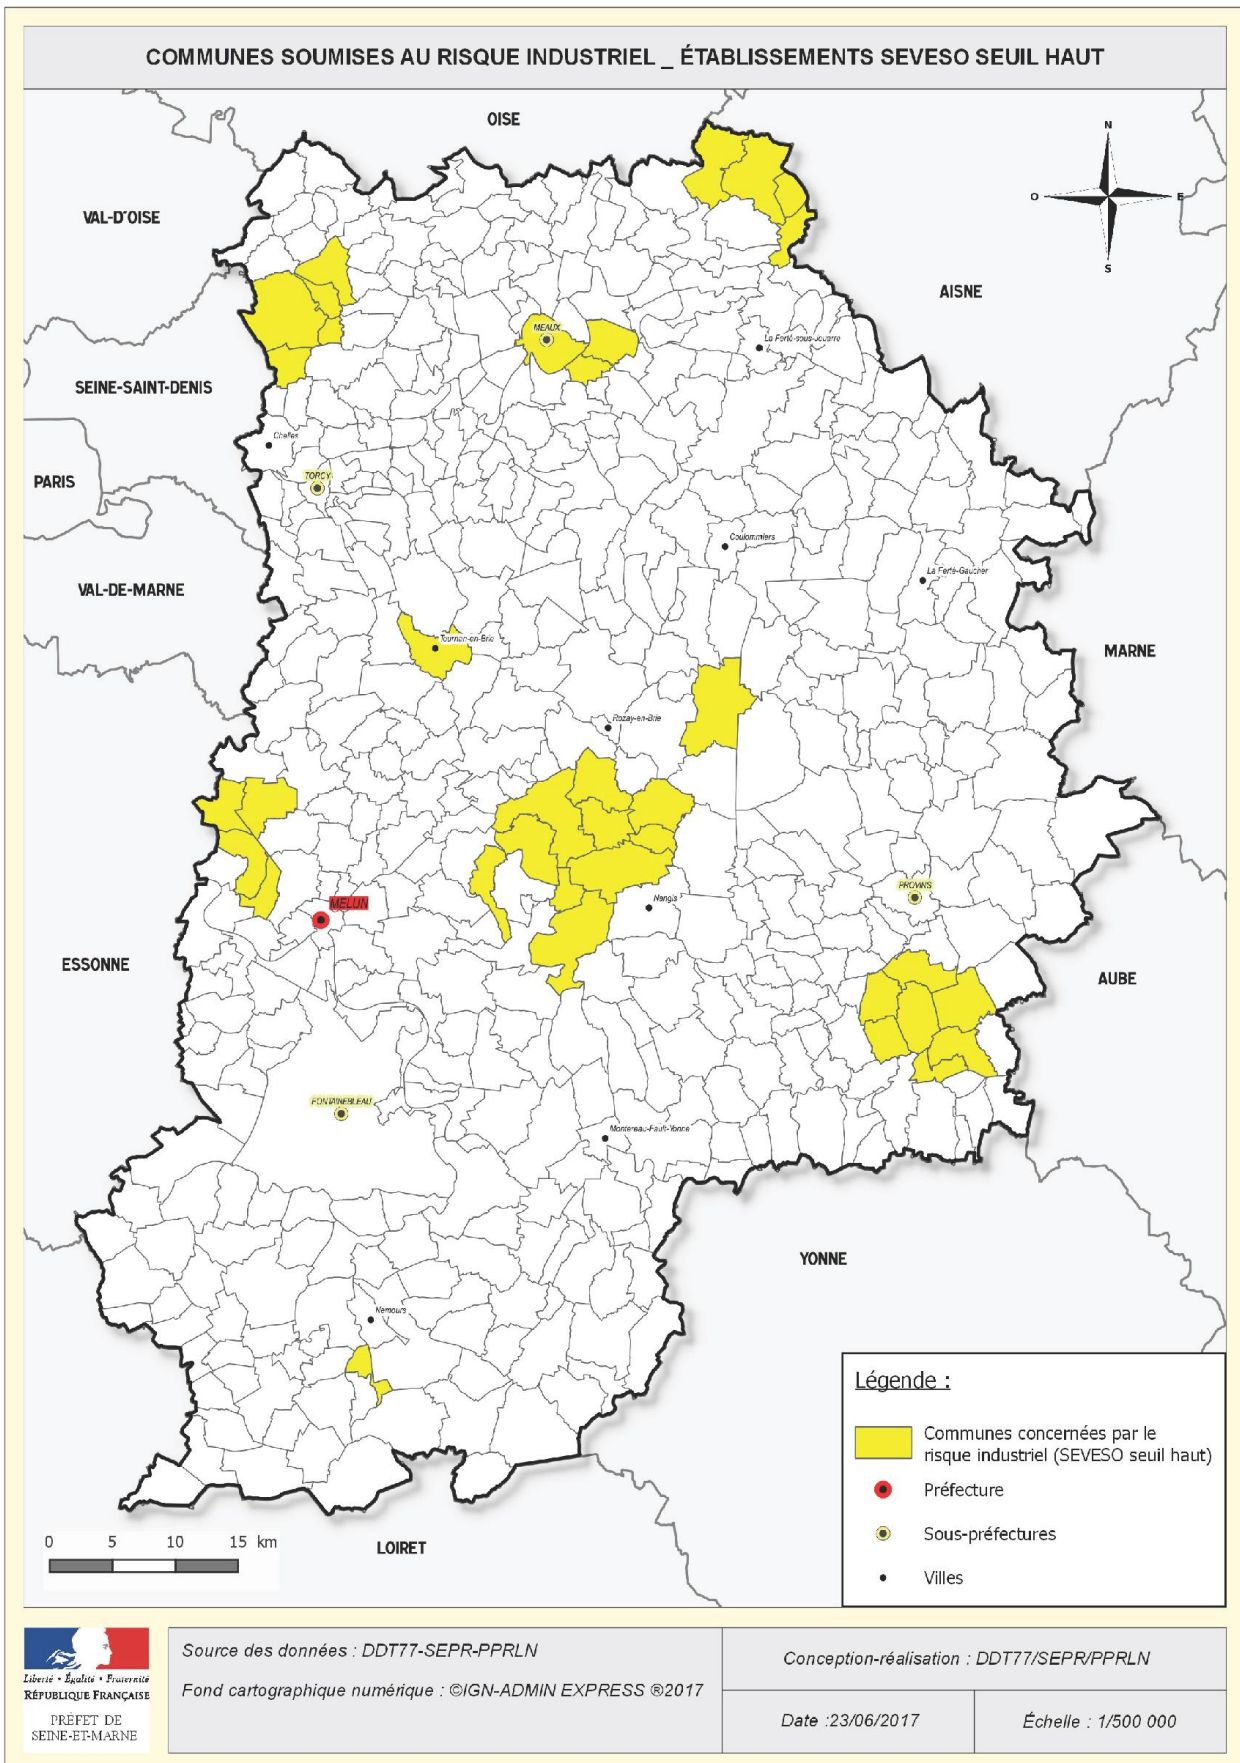 COMMUNES SOUMISES AU RISQUE INDUSTRIEL _ ÉTABLISSEMENTS SEVESO SEUIL HAUT
OISE
N
O
E
S
VAL-D'OISE
AISNE
MEAUX
La Ferté-sous-Jouarre
SEINE-SAINT-DENIS
Chelles
PARIS
TORCY
Coulommiers
La Ferté-Gaucher
VAL-DE-MARNE
Tournan-en-Brie
MARNE
Rozay-en-Brie
PROVINS
MELUN
Nangis
ESSONNE
AUBE
FONTAINEBLEAU
Montereau-Fault-Yonne
YONNE
Nemours
Légende :
Communes concernées par le
risque industriel (SEVESO seuil haut)
Préfecture
Sous-préfectures
Villes
0 5 10 15 km
LOIRET
Liberté • Égalité • Fraternité
RÉPUBLIQUE FRANÇAISE
PRÉFET DE
SEINE-ET-MARNE
Source des données : DDT77-SEPR-PPRLN
Fond cartographique numérique : ©IGN-ADMIN EXPRESS ®2017
Conception-réalisation : DDT77/SEPR/PPRLN
Date :23/06/2017
Échelle : 1/500 000